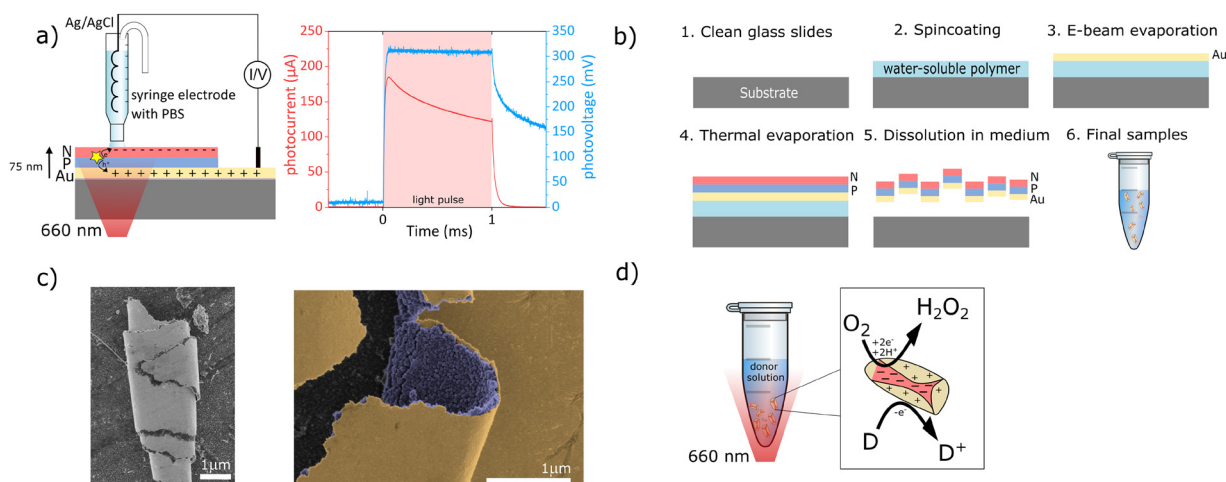 a)
Ag/AgCl
I/V
syringe electrode
with PBS
75 nm
N
P
Au
e⁻
h⁺
- - - - - - - - - - - -
+ + + + + + + + + + +
660 nm
photocurrent (µA)
250
200
150
100
50
0
light pulse
0
1
Time (ms)
350
300
250
200
150
100
50
0
photovoltage (mV)
b)
1. Clean glass slides
Substrate
2. Spincoating
water-soluble polymer
3. E-beam evaporation
Au
4. Thermal evaporation
N
P
5. Dissolution in medium
N
P
Au
6. Final samples
c)
1µm
1µm
d)
donor
solution
660 nm
O₂
H₂O₂
+2e⁻
+2H⁺
-e⁻
D
D⁺